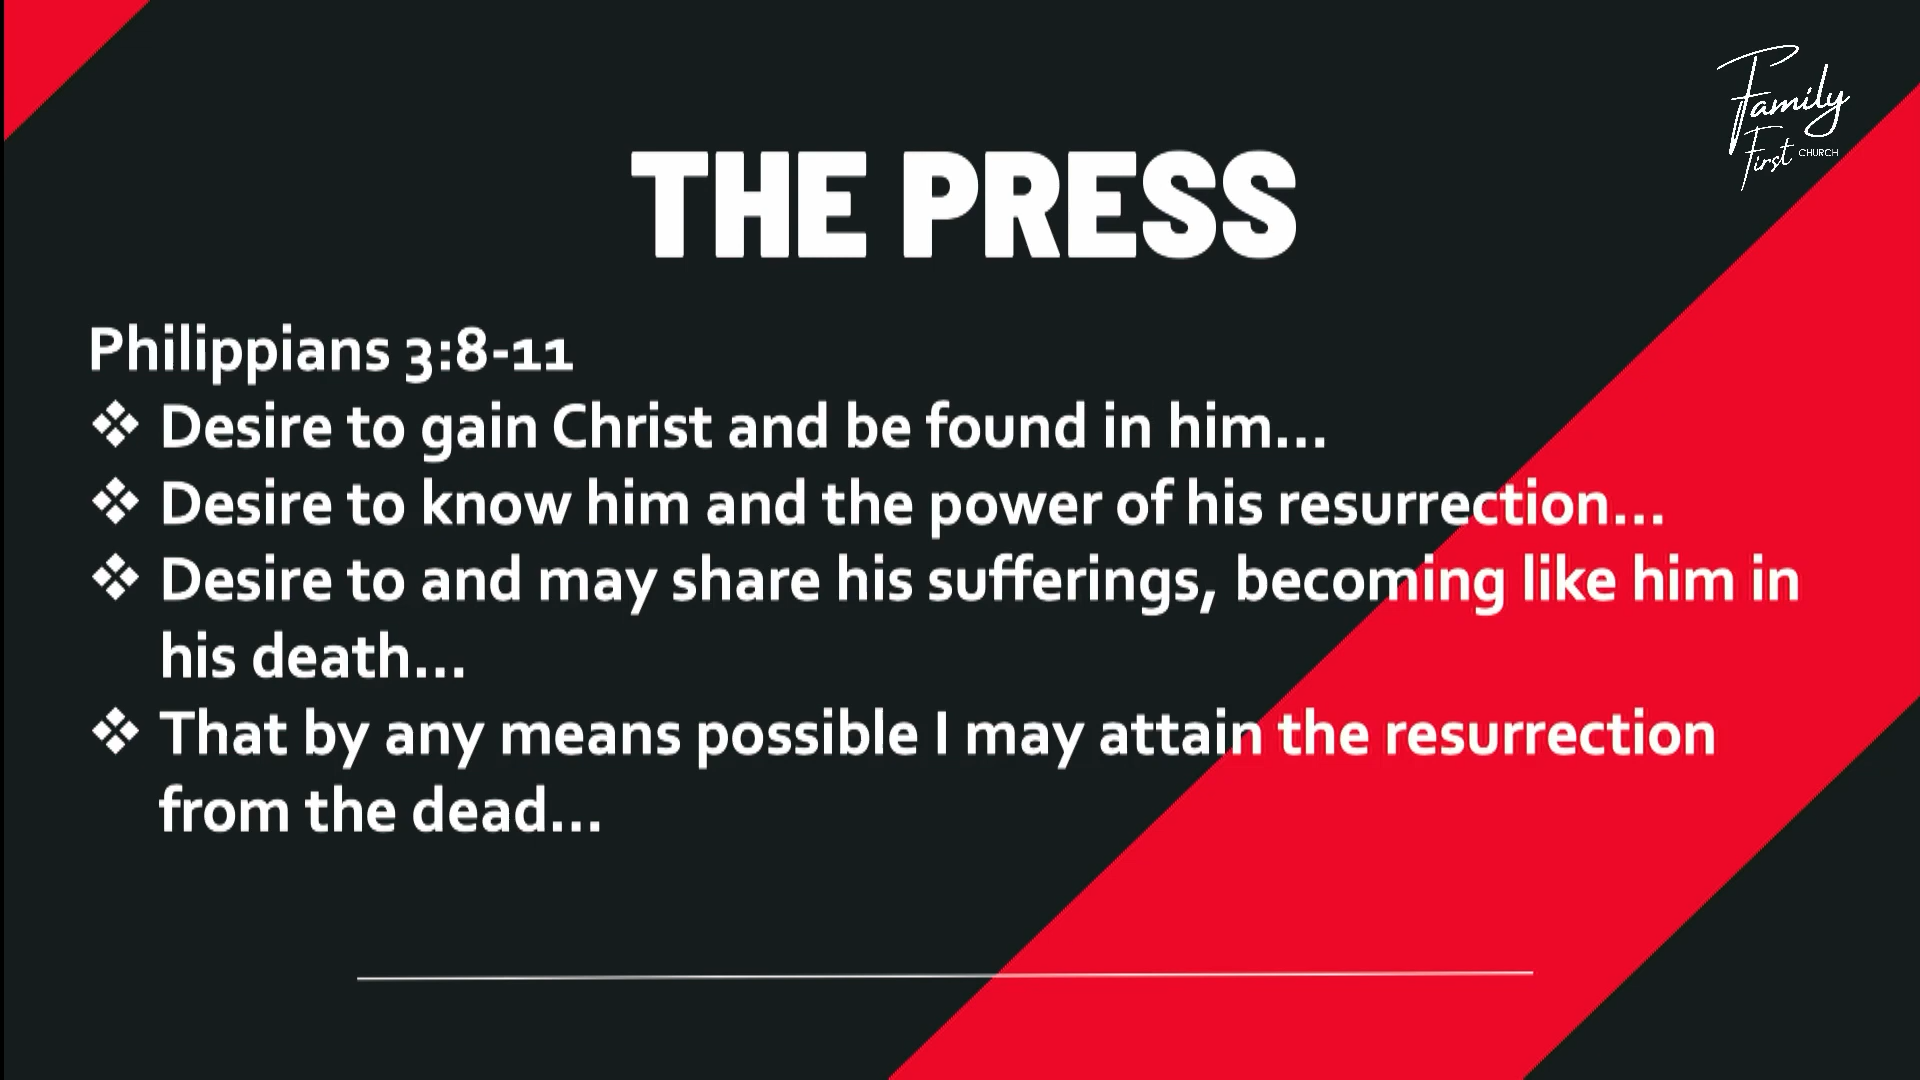 Family
First CHURCH
THE PRESS
Philippians 3:8-11
❖ Desire to gain Christ and be found in him...
❖ Desire to know him and the power of his resurrection...
❖ Desire to and may share his sufferings, becoming like him in
his death...
❖ That by any means possible I may attain the resurrection
from the dead...